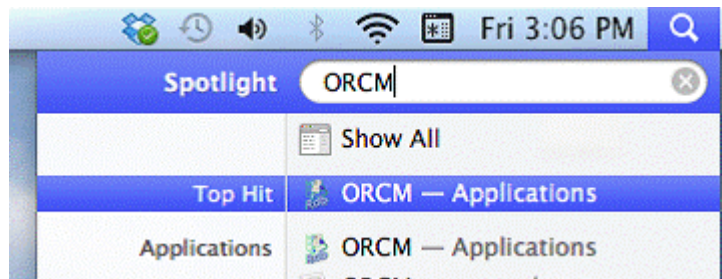 Fri 3:06 PM
Spotlight ORCM
Show All
Top Hit ORCM — Applications
Applications ORCM — Applications